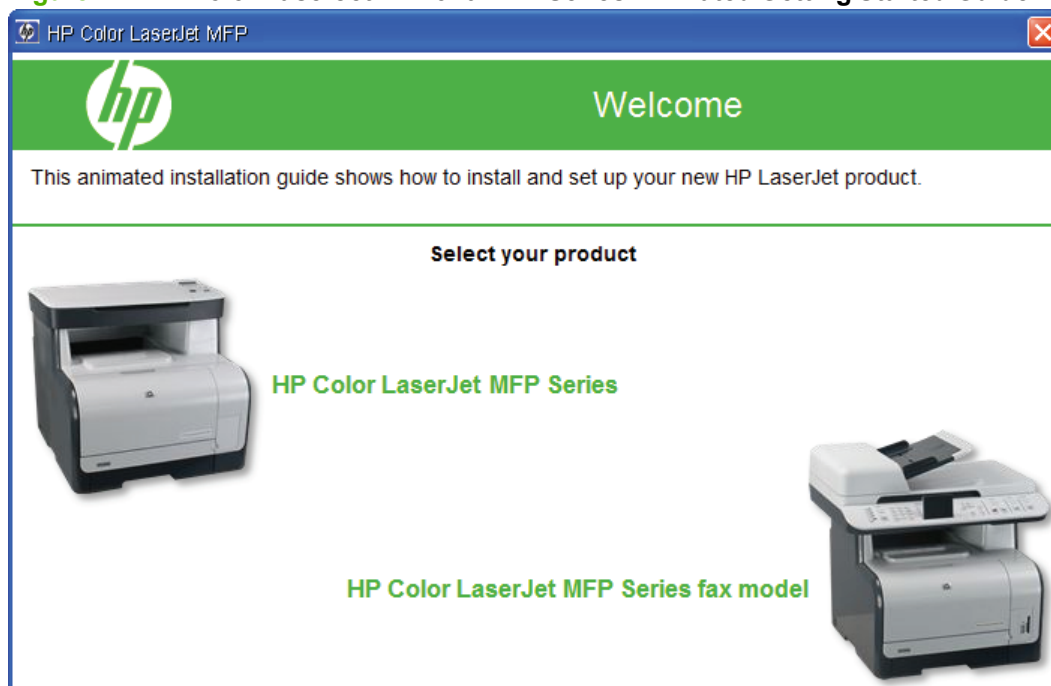 HP Color LaserJet MFP
hp
Welcome
This animated installation guide shows how to install and set up your new HP LaserJet product.
Select your product
HP Color LaserJet MFP Series
HP Color LaserJet MFP Series fax model